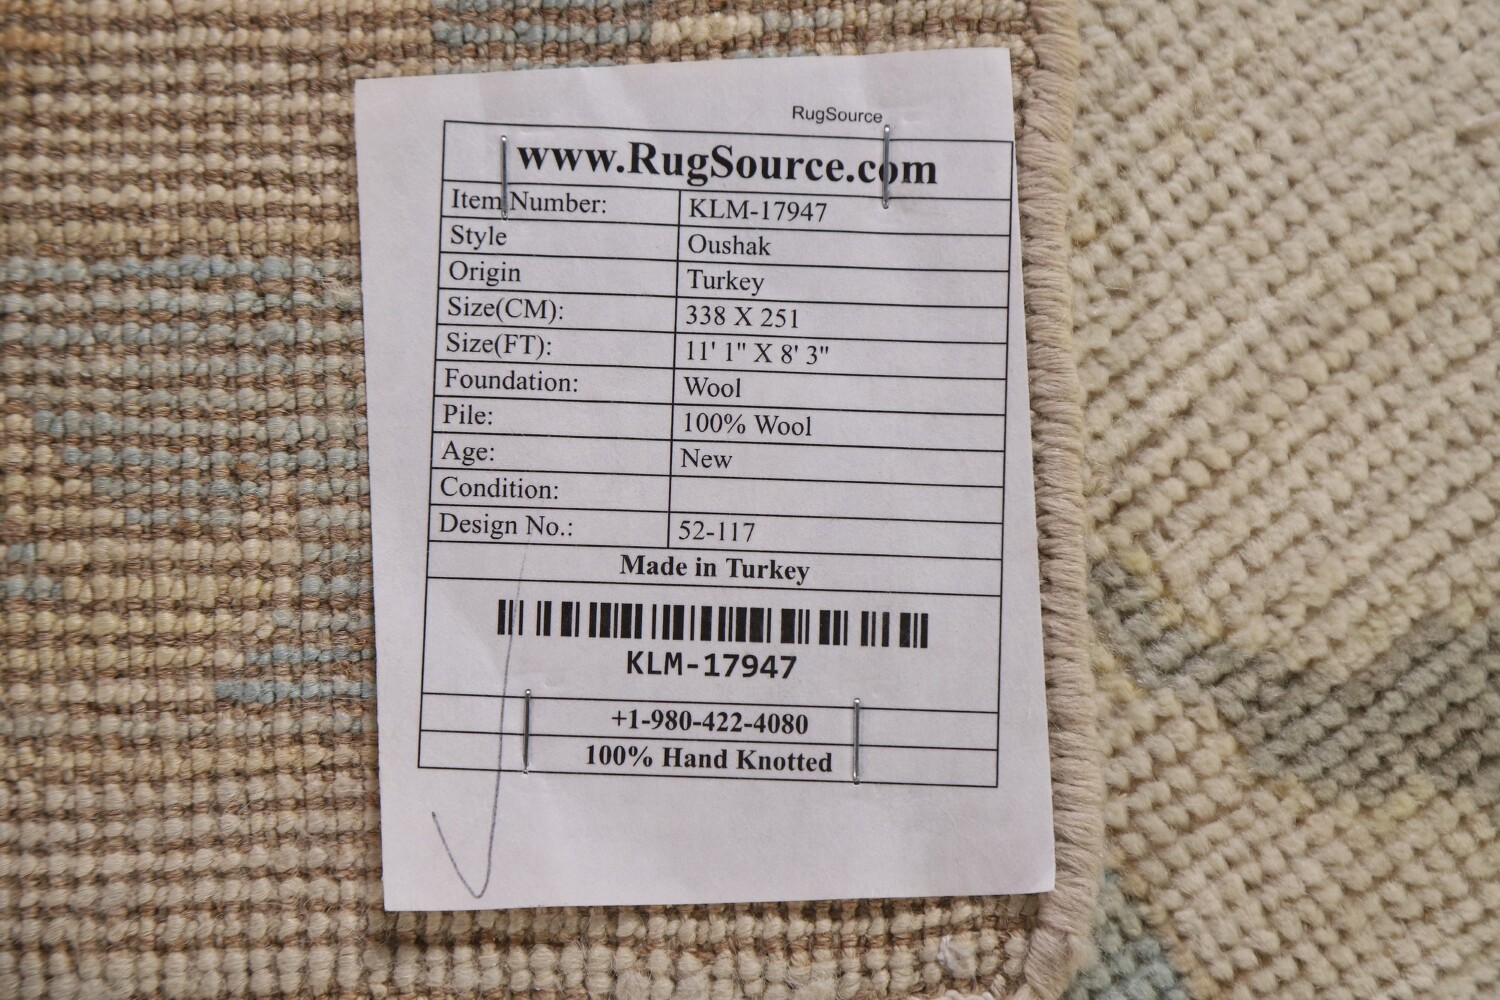 RugSource
www.RugSource.com
Item Number: KLM-17947
Style Oushak
Origin Turkey
Size(CM): 338 X 251
Size(FT): 11' 1" X 8' 3"
Foundation: Wool
Pile: 100% Wool
Age: New
Condition:
Design No.: 52-117
Made in Turkey
KLM-17947
+1-980-422-4080
100% Hand Knotted